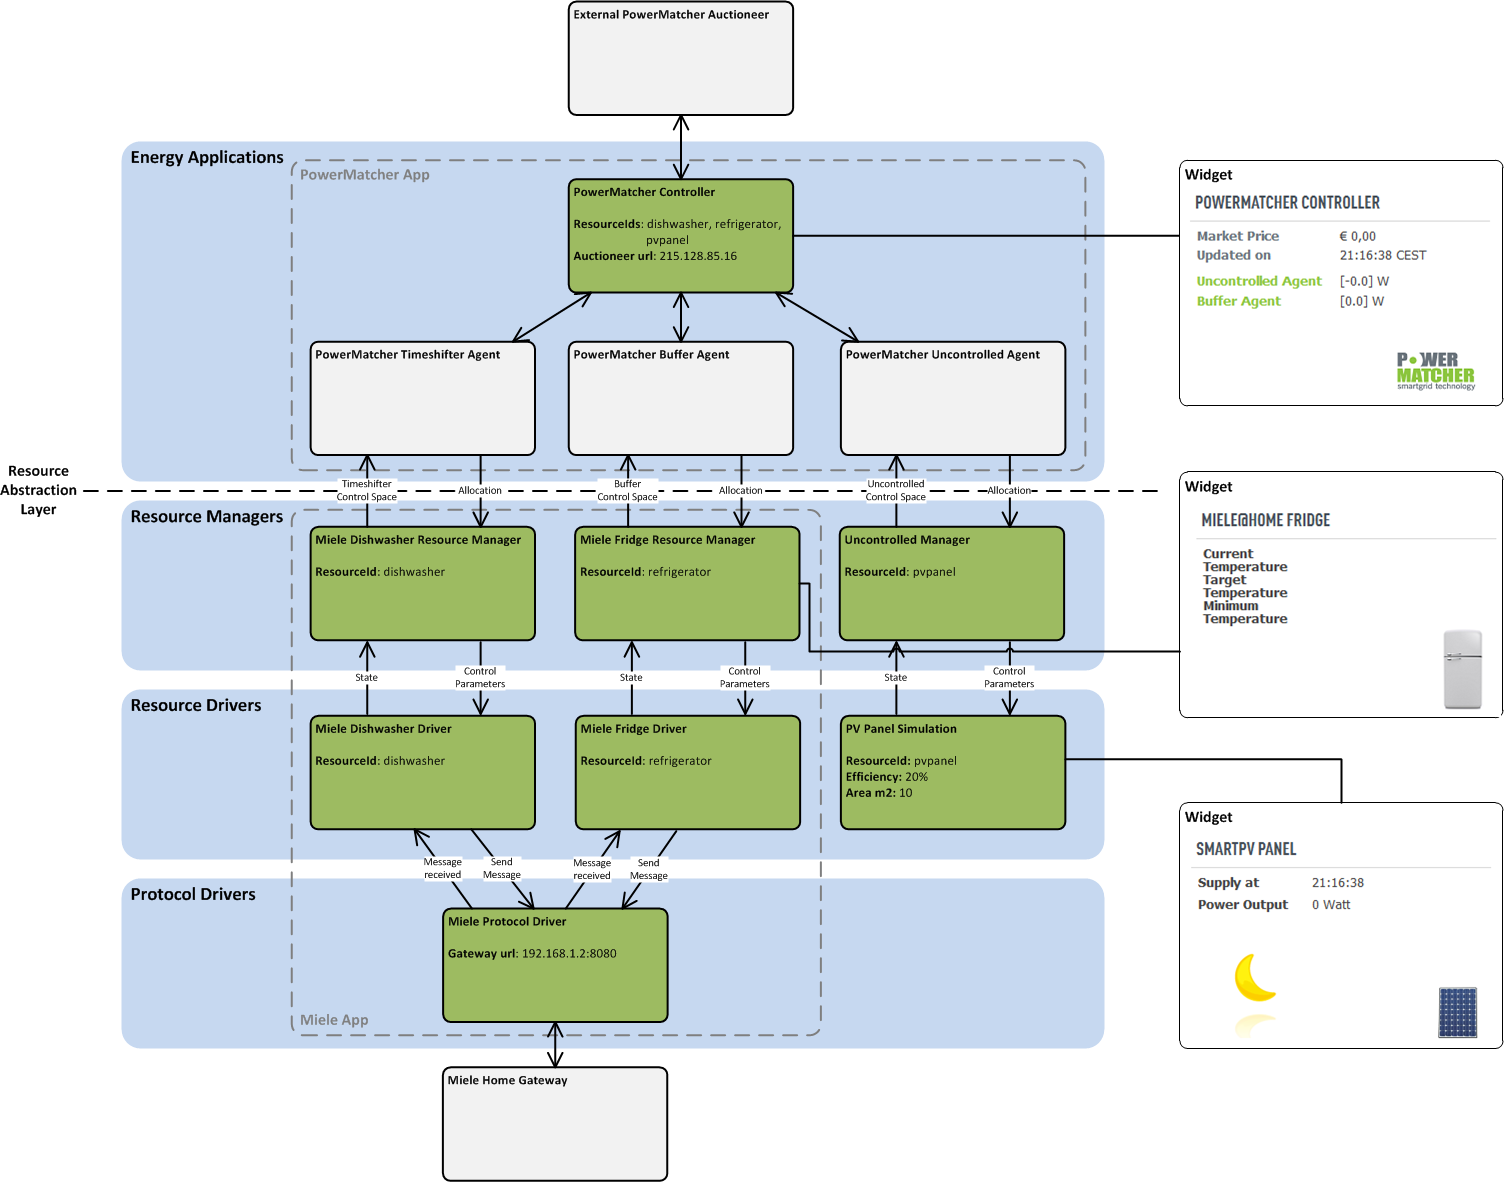 External PowerMatcher Auctioneer
Energy Applications
PowerMatcher App
PowerMatcher Controller
ResourceIds: dishwasher, refrigerator,
pvpanel
Auctioneer url: 215.128.85.16
Widget
POWERMATCHER CONTROLLER
Market Price € 0,00
Updated on 21:16:38 CEST
Uncontrolled Agent [-0.0] W
Buffer Agent [0.0] W
POWER
MATCHER
smartgrid technology
PowerMatcher Timeshifter Agent
PowerMatcher Buffer Agent
PowerMatcher Uncontrolled Agent
Resource
Abstraction
Layer
Timeshifter
Control Space
Allocation
Buffer
Control Space
Allocation
Uncontrolled
Control Space
Allocation
Resource Managers
Miele Dishwasher Resource Manager
ResourceId: dishwasher
Miele Fridge Resource Manager
ResourceId: refrigerator
Uncontrolled Manager
ResourceId: pvpanel
Widget
MIELE@HOME FRIDGE
Current
Temperature
Target
Temperature
Minimum
Temperature
State
Control
Parameters
State
Control
Parameters
State
Control
Parameters
Resource Drivers
Miele Dishwasher Driver
ResourceId: dishwasher
Miele Fridge Driver
ResourceId: refrigerator
PV Panel Simulation
ResourceId: pvpanel
Efficiency: 20%
Area m2: 10
Widget
SMARTPV PANEL
Supply at 21:16:38
Power Output 0 Watt
Message
received
Send
Message
Message
received
Send
Message
Protocol Drivers
Miele Protocol Driver
Gateway url: 192.168.1.2:8080
Miele App
Miele Home Gateway